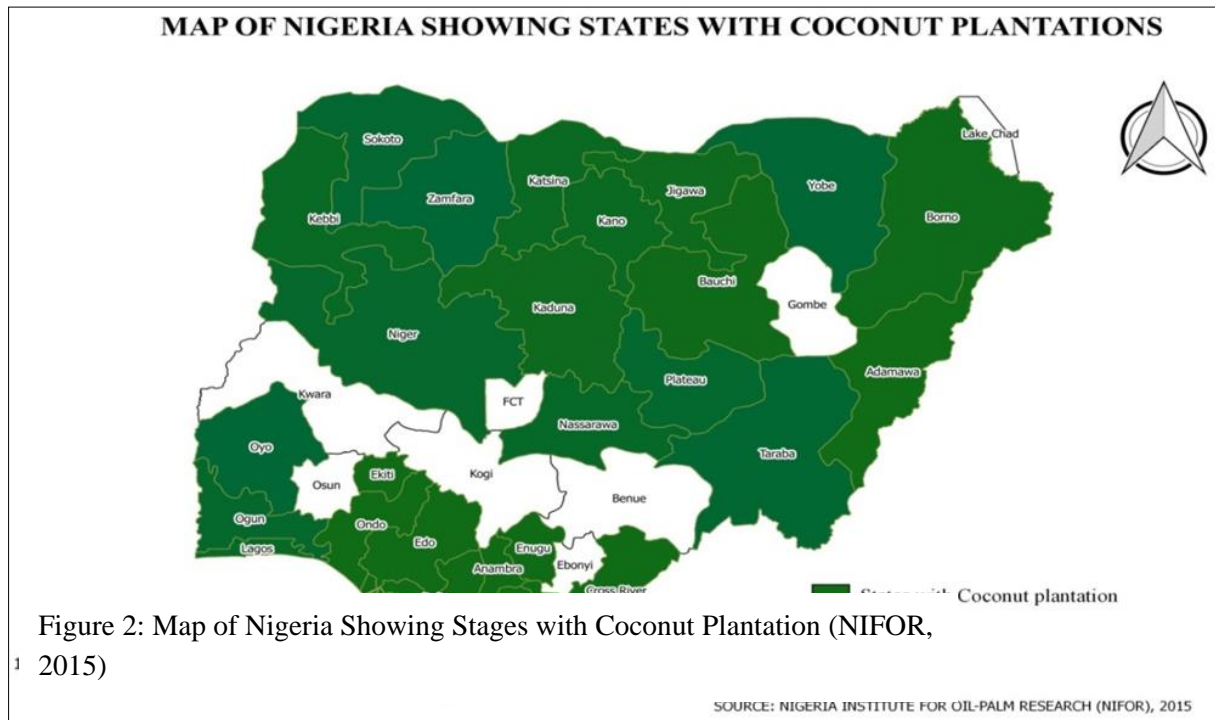 MAP OF NIGERIA SHOWING STATES WITH COCONUT PLANTATIONS
Lake Chad
Sokoto
Katsina
Jigawa
Yobe
Zamfara
Kebbi
Kano
Borno
Bauchi
Gombe
Kaduna
Niger
Adamawa
Plateau
Kwara
FCT
Nassarawa
Oyo
Taraba
Kogi
Ekiti
Osun
Benue
Ogun
Ondo
Edo
Lagos
Enugu
Anambra
Ebonyi
Cross River
States with Coconut plantation
Figure 2: Map of Nigeria Showing Stages with Coconut Plantation (NIFOR,
1 2015)
SOURCE: NIGERIA INSTITUTE FOR OIL-PALM RESEARCH (NIFOR), 2015